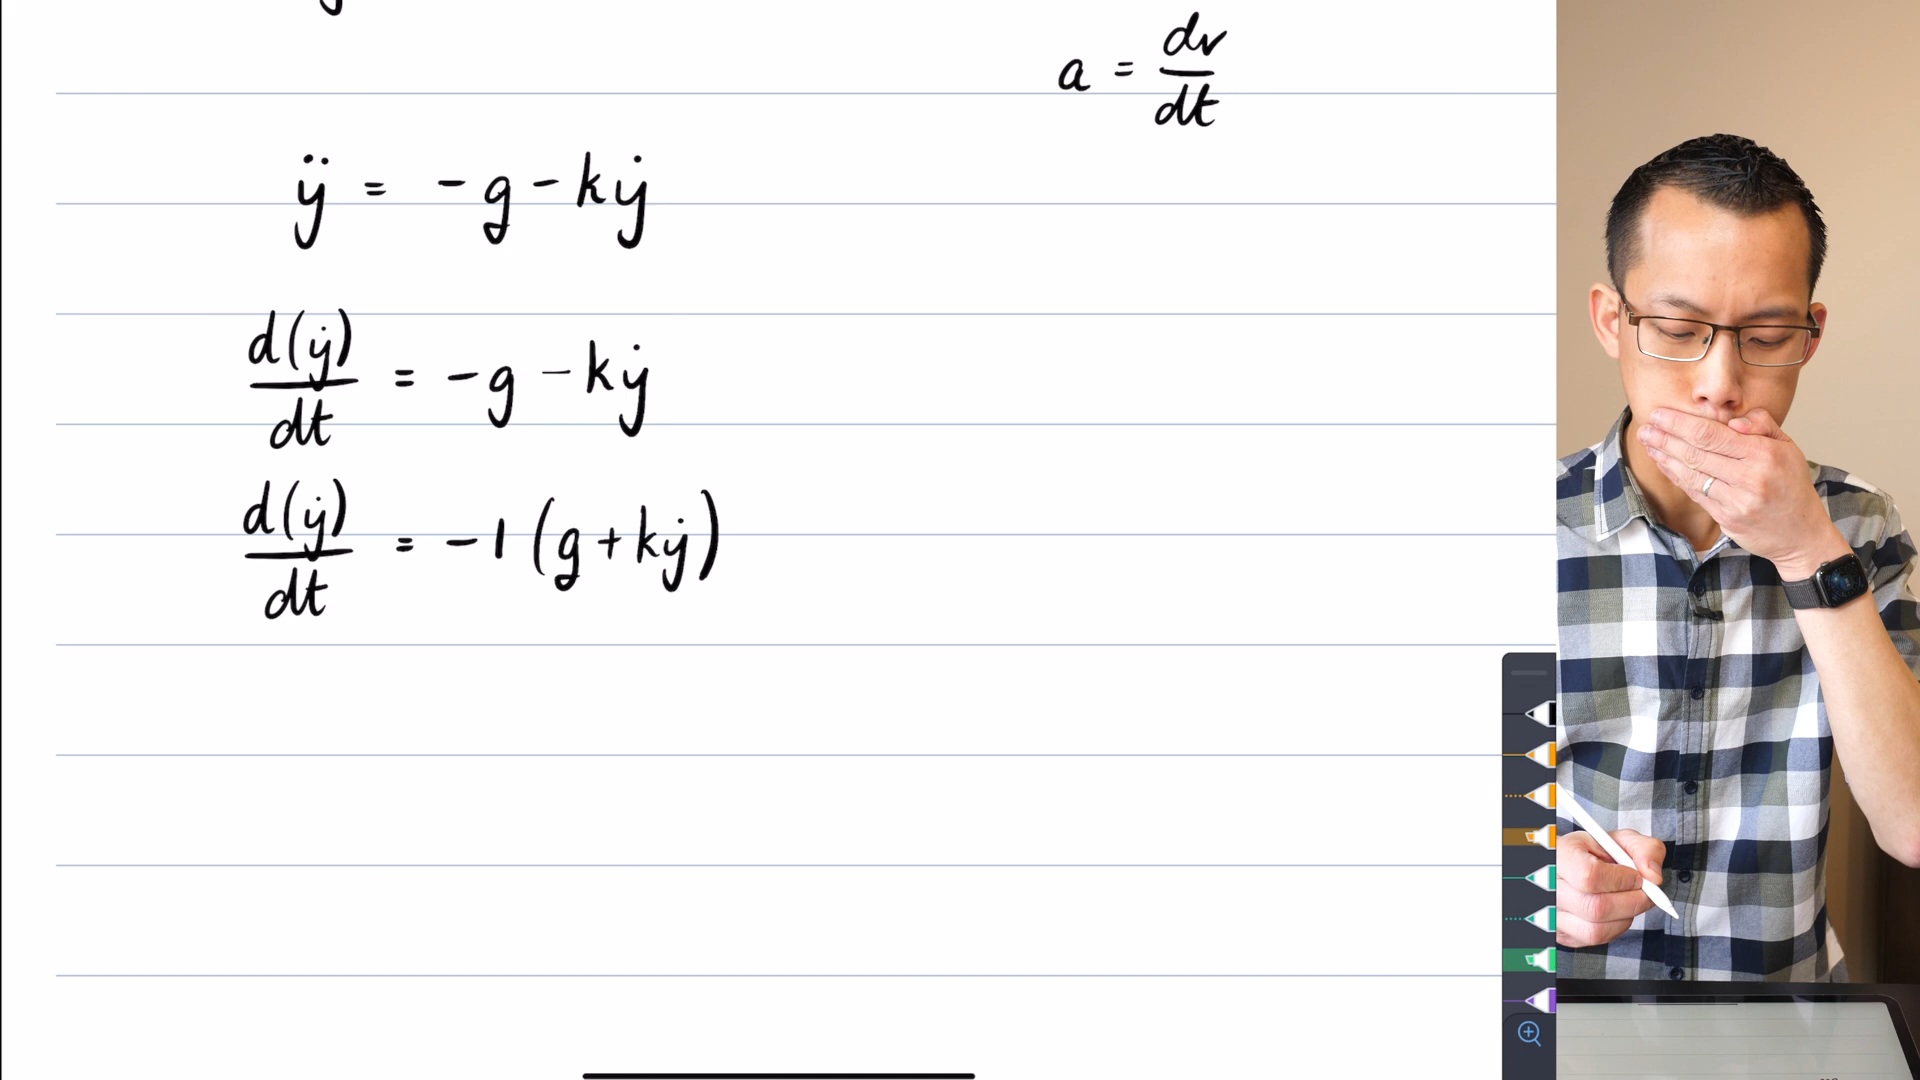 a = dv/dt
ÿ = -g - kẏ
d(ẏ)/dt = -g - kẏ
d(ẏ)/dt = -1 (g + kẏ)